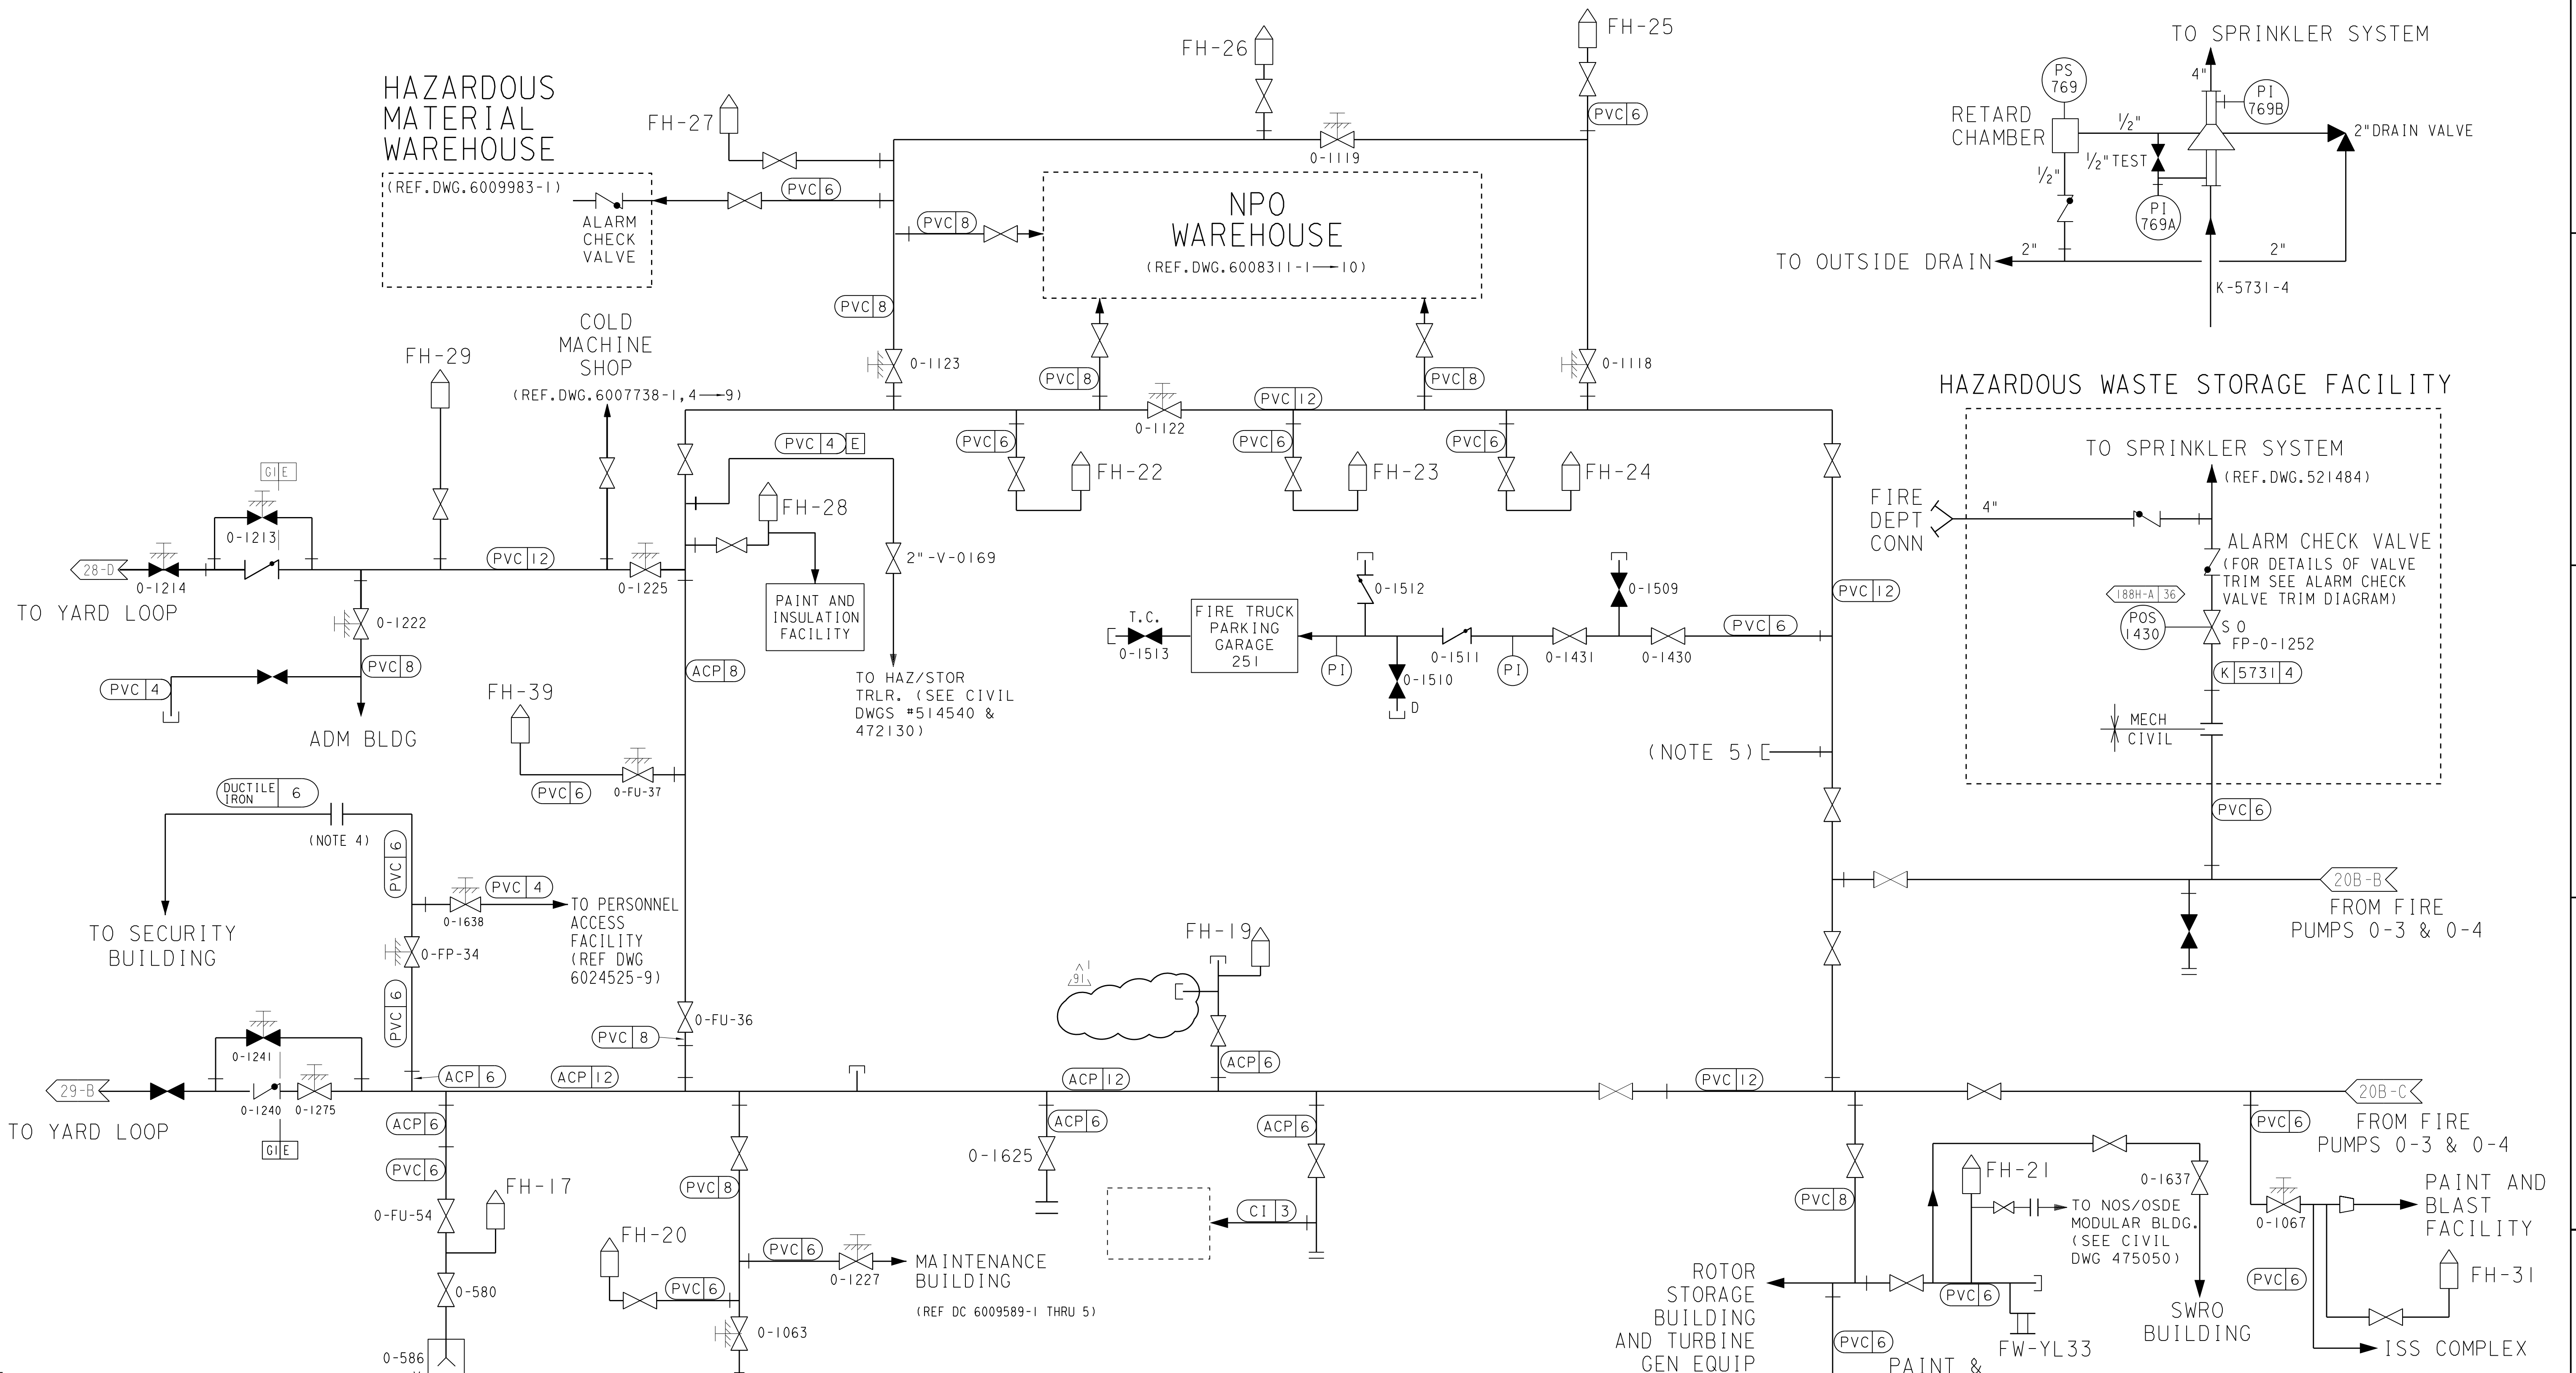 FH-25
FH-26
TO SPRINKLER SYSTEM
4"
PS
769
PI
769B
HAZARDOUS
MATERIAL
WAREHOUSE
FH-27
PVC 6
RETARD
CHAMBER
1/2"
2"DRAIN VALVE
0-1119
1/2" TEST
1/2"
(REF.DWG.6009983-1)
PVC 6
ALARM
CHECK
VALVE
PVC 8
NPO
WAREHOUSE
(REF.DWG.6008311-1→10)
PI
769A
TO OUTSIDE DRAIN
2"
2"
K-5731-4
PVC 8
COLD
MACHINE
SHOP
(REF.DWG.6007738-1,4→9)
FH-29
0-1123
PVC 8
PVC 8
0-1118
HAZARDOUS WASTE STORAGE FACILITY
PVC 12
0-1122
PVC 4 E
PVC 6
PVC 6
PVC 6
FH-22
FH-23
FH-24
TO SPRINKLER SYSTEM
(REF.DWG.521484)
GI E
FH-28
FIRE
DEPT
CONN
4"
0-1213
PVC 12
2"-V-0169
ALARM CHECK VALVE
(FOR DETAILS OF VALVE
TRIM SEE ALARM CHECK
VALVE TRIM DIAGRAM)
28-D
0-1214
0-1225
TO YARD LOOP
PAINT AND
INSULATION
FACILITY
0-1512
0-1509
PVC 12
188H-A 36
POS
1430
S O
FP-0-1252
0-1222
T.C.
0-1513
FIRE TRUCK
PARKING
GARAGE
251
PVC 6
PI
0-1511
PI
0-1431
0-1430
0-1510
D
PVC 8
PVC 4
ACP 8
K 5731 4
TO HAZ/STOR
TRLR. (SEE CIVIL
DWGS #514540 &
472130)
FH-39
ADM BLDG
MECH
CIVIL
(NOTE 5)
PVC 6
0-FU-37
DUCTILE
IRON 6
(NOTE 4)
PVC 6
PVC 6
PVC 4
0-1638
TO PERSONNEL
ACCESS
FACILITY
(REF DWG
6024525-9)
20B-B
FROM FIRE
PUMPS 0-3 & 0-4
TO SECURITY
BUILDING
0-FP-34
FH-19
1
91
PVC 6
0-FU-36
PVC 8
0-1241
29-B
0-1240
0-1275
ACP 6
ACP 12
ACP 12
ACP 6
PVC 12
20B-C
TO YARD LOOP
GI E
ACP 6
ACP 6
ACP 6
PVC 6
FROM FIRE
PUMPS 0-3 & 0-4
PVC 6
0-1625
FH-21
0-1637
FH-17
PVC 8
PVC 8
TO NOS/OSDE
MODULAR BLDG.
(SEE CIVIL
DWG 475050)
PAINT AND
BLAST
FACILITY
0-FU-54
CI 3
0-1067
FH-20
PVC 6
0-1227
MAINTENANCE
BUILDING
(REF DC 6009589-1 THRU 5)
ROTOR
STORAGE
BUILDING
AND TURBINE
GEN EQUIP
PVC 6
PVC 6
FH-31
0-580
PVC 6
SWRO
BUILDING
0-1063
PVC 6
FW-YL33
ISS COMPLEX
0-586
PAINT &